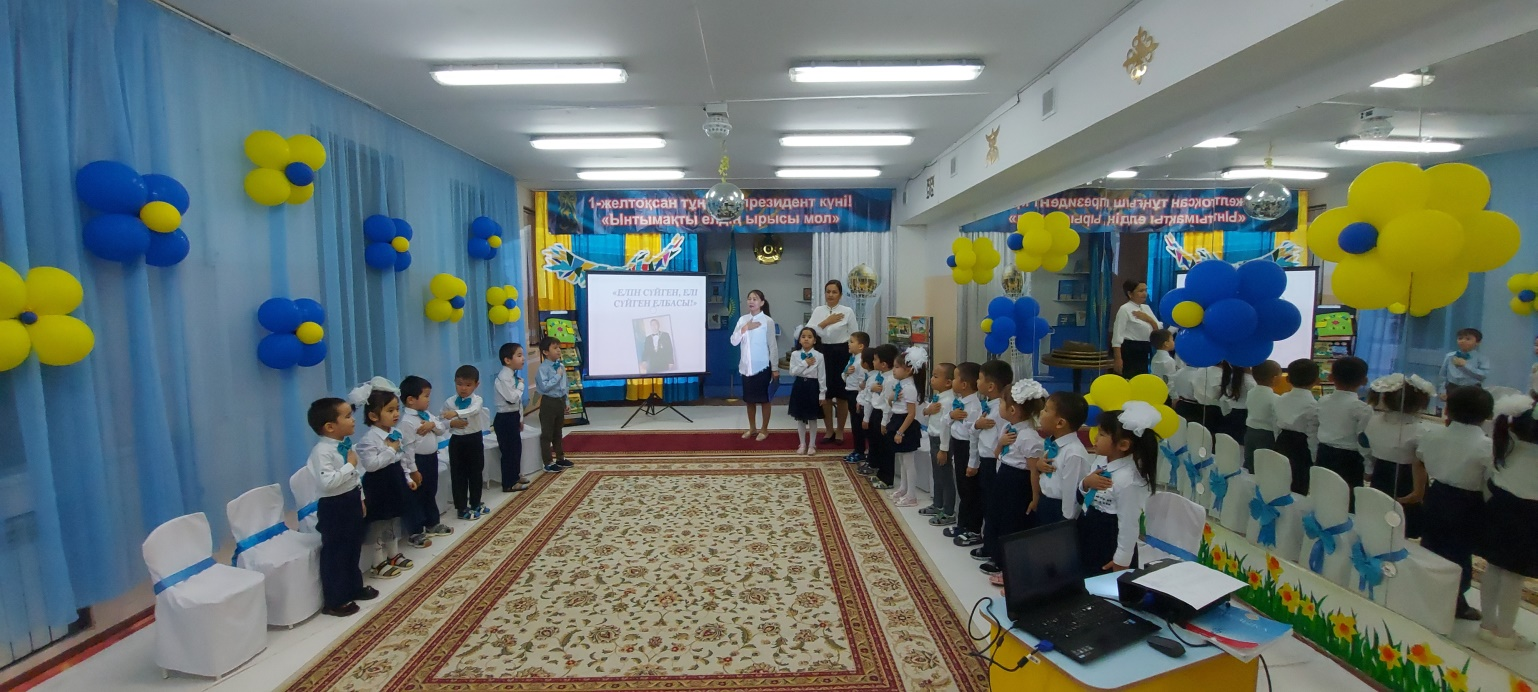 1-желтоқсан тұңғыш президент күні!
«Ынтымақты елдің ырысы мол»
«ЕЛІН СҮЙГЕН, ЕЛІ
СҮЙГЕН ЕЛБАСЫ!»